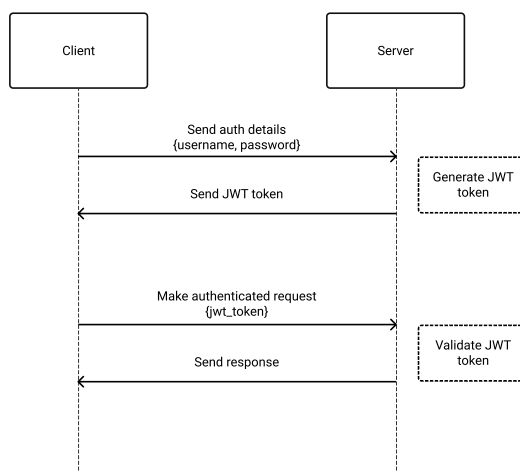 Client
Server
Send auth details
{username, password}
Generate JWT
token
Send JWT token
Make authenticated request
{jwt_token}
Validate JWT
token
Send response